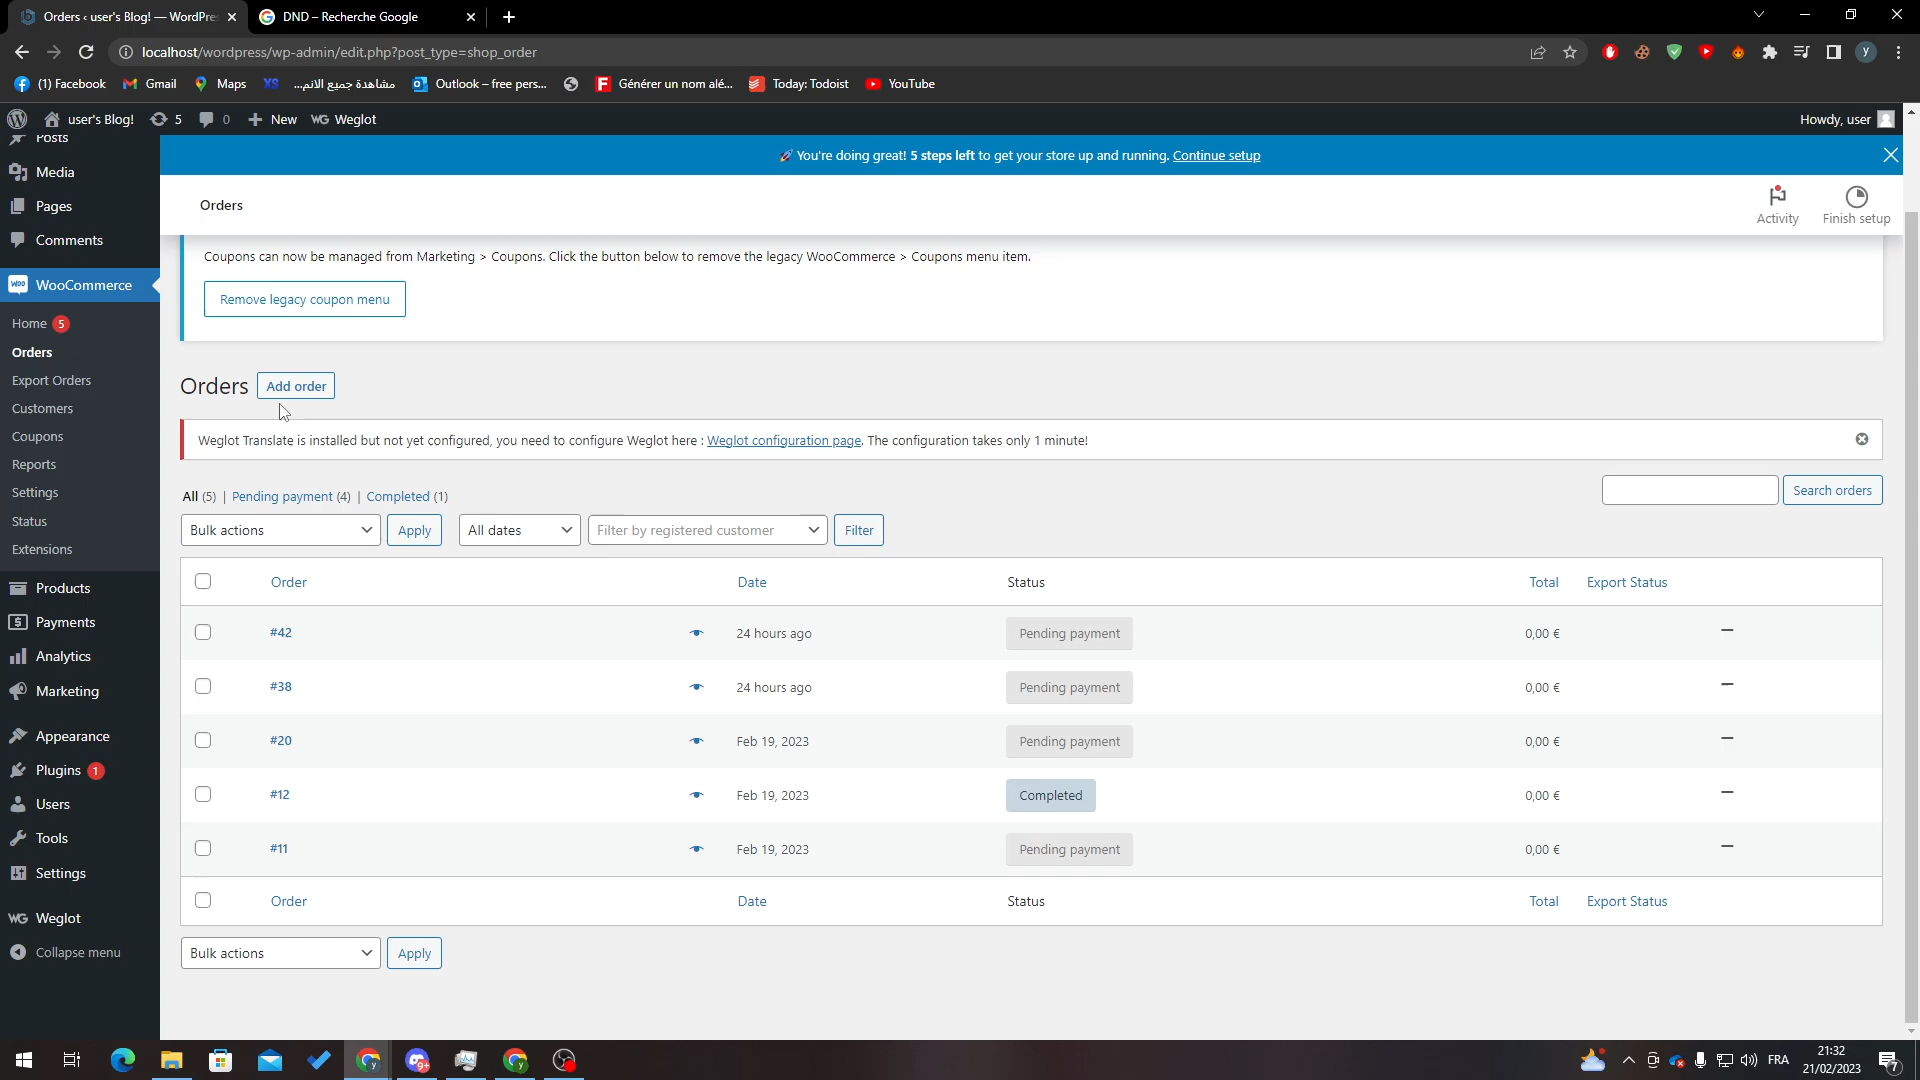 Orders ‹ user's Blog! — WordPre
DND – Recherche Google
localhost/wordpress/wp-admin/edit.php?post_type=shop_order
y
(1) Facebook
Gmail
Maps
XS
مشاهدة جميع الانم...
Outlook – free pers...
Générer un nom alé...
Today: Todoist
YouTube
user's Blog!
5
0
New
WG Weglot
Howdy, user
Posts
Media
Pages
Comments
WooCommerce
Home 5
Orders
Export Orders
Customers
Coupons
Reports
Settings
Status
Extensions
Products
Payments
Analytics
Marketing
Appearance
Plugins 1
Users
Tools
Settings
WG Weglot
Collapse menu
🚀 You're doing great! 5 steps left to get your store up and running. Continue setup
Orders
Activity
Finish setup
Coupons can now be managed from Marketing > Coupons. Click the button below to remove the legacy WooCommerce > Coupons menu item.
Remove legacy coupon menu
Orders
Add order
Weglot Translate is installed but not yet configured, you need to configure Weglot here : Weglot configuration page. The configuration takes only 1 minute!
All (5) | Pending payment (4) | Completed (1)
Search orders
Bulk actions
Apply
All dates
Filter by registered customer
Filter
Order Date Status Total Export Status
#42 24 hours ago Pending payment 0,00 € –
#38 24 hours ago Pending payment 0,00 € –
#20 Feb 19, 2023 Pending payment 0,00 € –
#12 Feb 19, 2023 Completed 0,00 € –
#11 Feb 19, 2023 Pending payment 0,00 € –
Order Date Status Total Export Status
Bulk actions
Apply
9+
FRA
21:32
21/02/2023
7